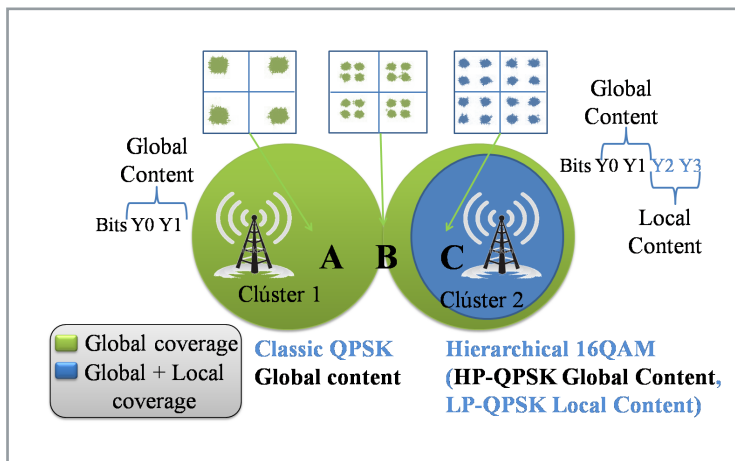 Global
Content
Bits Y0 Y1
Global
Content
Bits Y0 Y1 Y2 Y3
Local
Content
A B C
Clúster 1
Clúster 2
Global coverage
Global + Local
coverage
Classic QPSK
Global content
Hierarchical 16QAM
(HP-QPSK Global Content,
LP-QPSK Local Content)